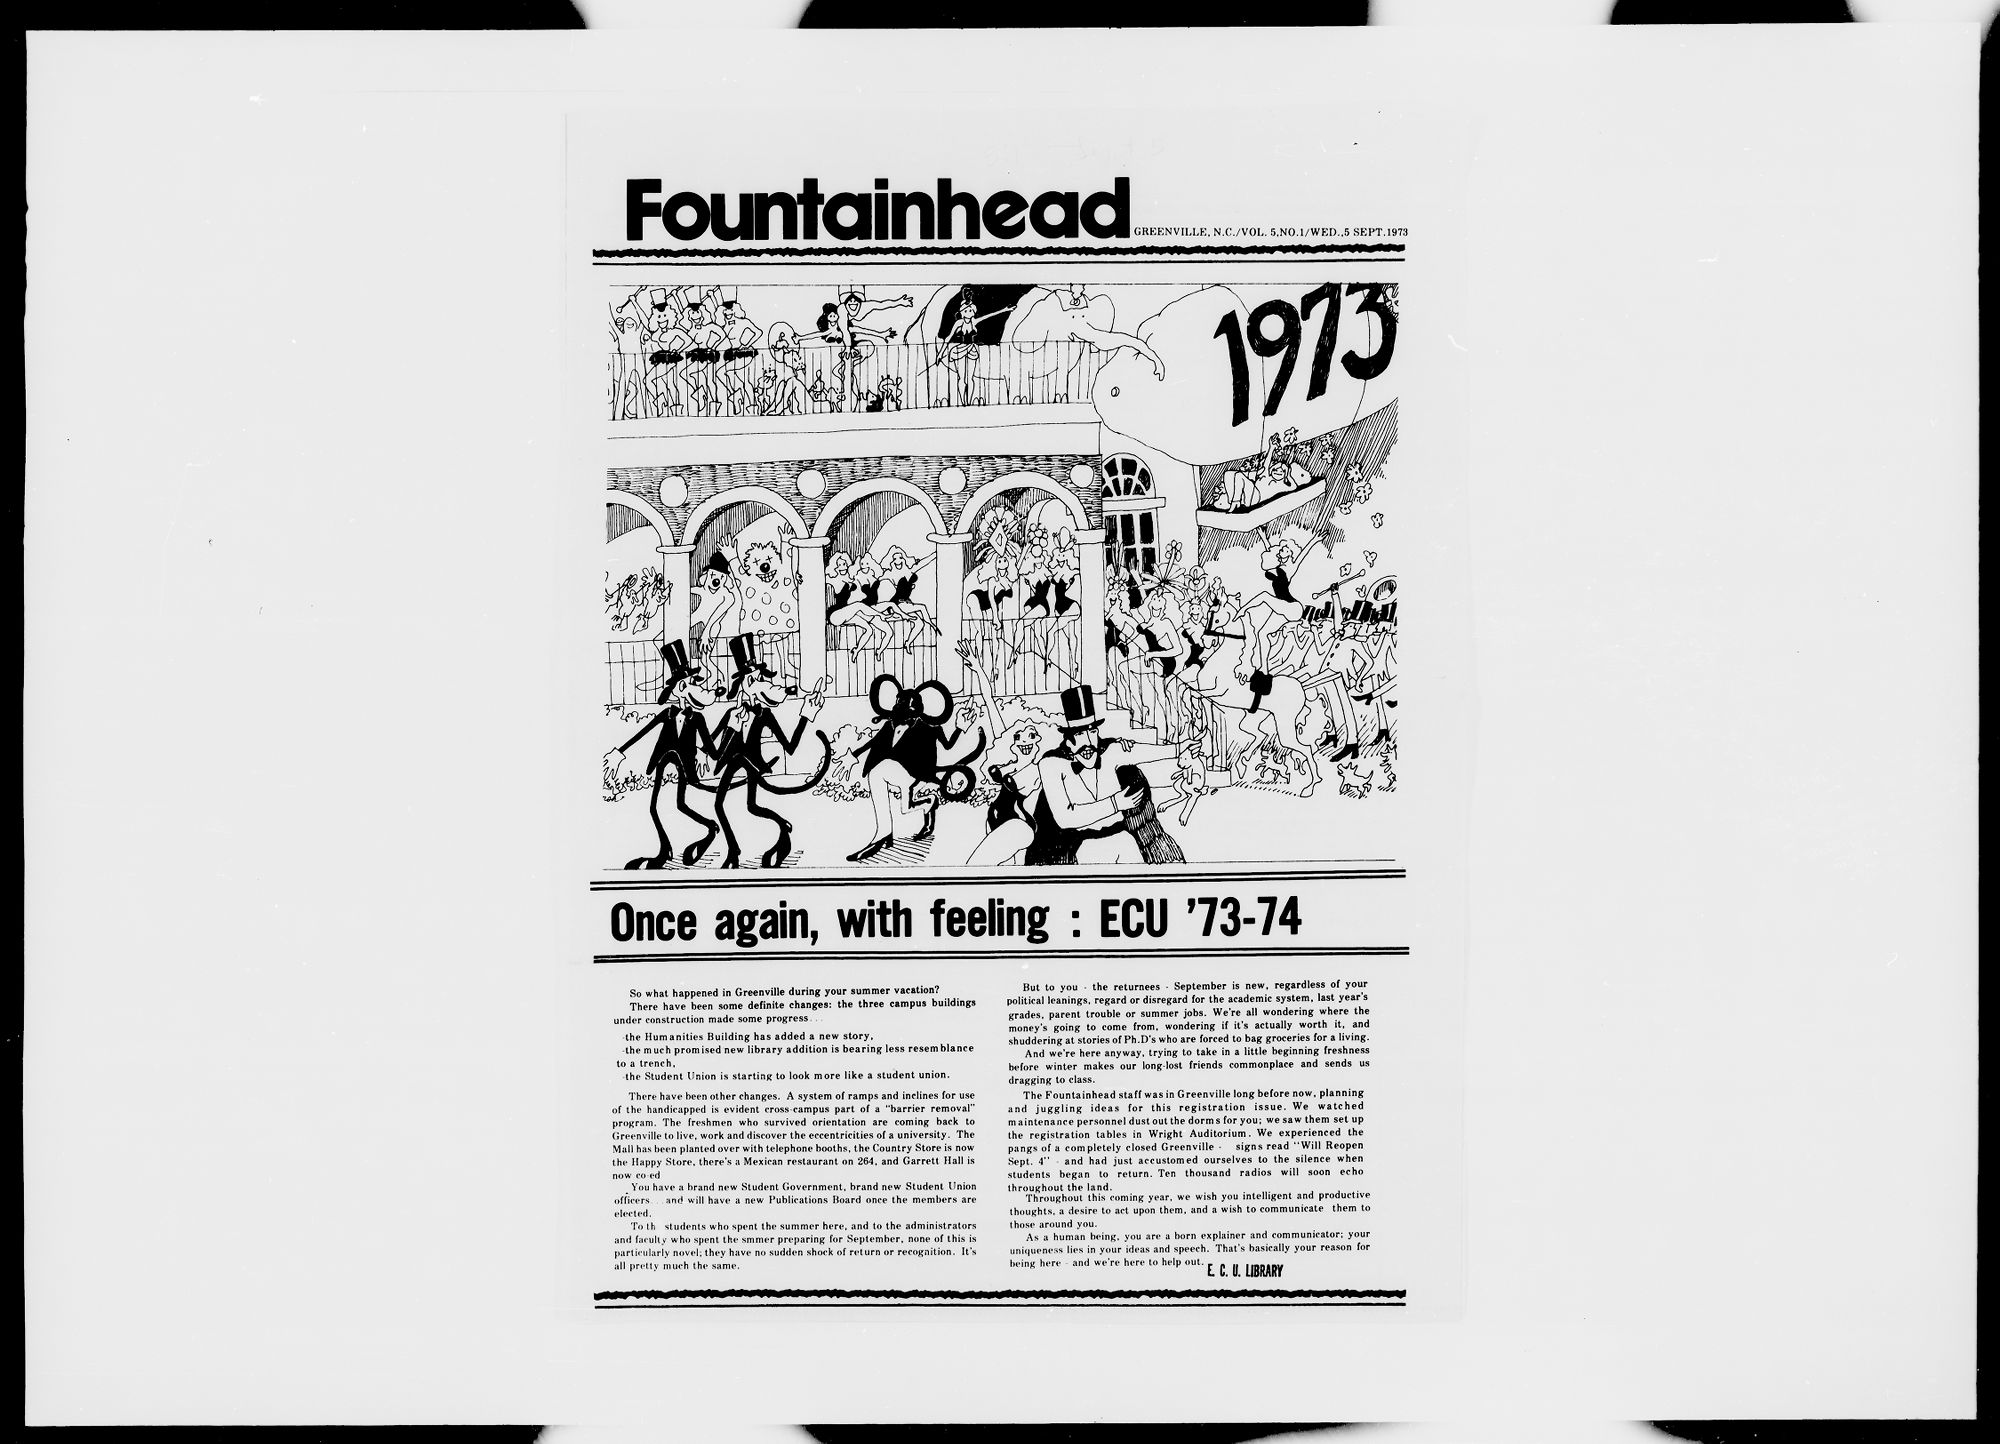 Fountainhead
GREENVILLE, N.C./VOL. 5,NO.1/WED.,5 SEPT.1973
1973
Once again, with feeling : ECU '73-74
So what happened in Greenville during your summer vacation?
There have been some definite changes: the three campus buildings
under construction made some progress...
-the Humanities Building has added a new story,
-the much promised new library addition is bearing less resemblance
to a trench,
-the Student Union is starting to look more like a student union.
There have been other changes. A system of ramps and inclines for use
of the handicapped is evident cross-campus part of a "barrier removal"
program. The freshmen who survived orientation are coming back to
Greenville to live, work and discover the eccentricities of a university. The
Mall has been planted over with telephone booths, the Country Store is now
the Happy Store, there's a Mexican restaurant on 264, and Garrett Hall is
now co-ed
You have a brand new Student Government, brand new Student Union
officers... and will have a new Publications Board once the members are
elected.
To th students who spent the summer here, and to the administrators
and faculty who spent the smmer preparing for September, none of this is
particularly novel; they have no sudden shock of return or recognition. It's
all pretty much the same.
But to you - the returnees - September is new, regardless of your
political leanings, regard or disregard for the academic system, last year's
grades, parent trouble or summer jobs. We're all wondering where the
money's going to come from, wondering if it's actually worth it, and
shuddering at stories of Ph.D's who are forced to bag groceries for a living.
And we're here anyway, trying to take in a little beginning freshness
before winter makes our long-lost friends commonplace and sends us
dragging to class.
The Fountainhead staff was in Greenville long before now, planning
and juggling ideas for this registration issue. We watched
maintenance personnel dust out the dorms for you; we saw them set up
the registration tables in Wright Auditorium. We experienced the
pangs of a completely closed Greenville - signs read "Will Reopen
Sept. 4" - and had just accustomed ourselves to the silence when
students began to return. Ten thousand radios will soon echo
throughout the land.
Throughout this coming year, we wish you intelligent and productive
thoughts, a desire to act upon them, and a wish to communicate them to
those around you.
As a human being, you are a born explainer and communicator; your
uniqueness lies in your ideas and speech. That's basically your reason for
being here - and we're here to help out.
E. C. U. LIBRARY